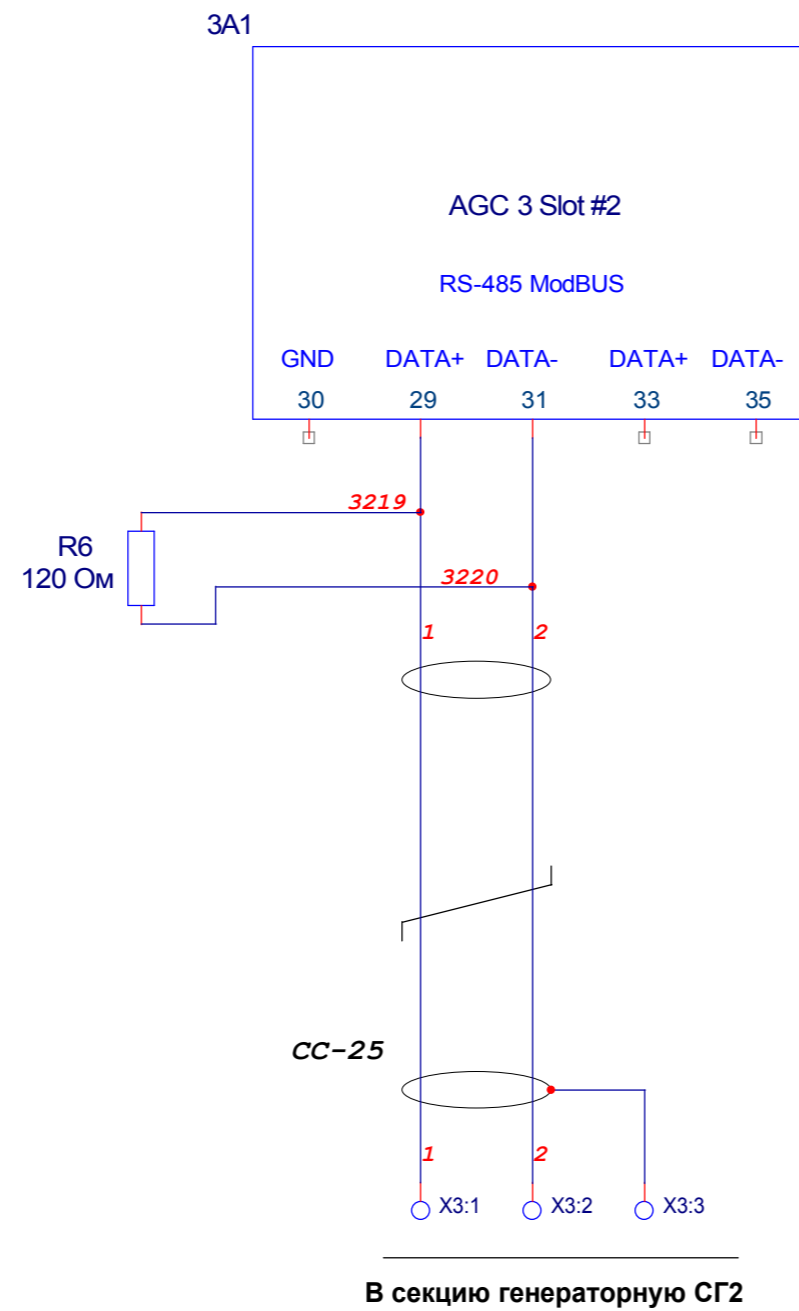 3A1
AGC 3 Slot #2
RS-485 ModBUS
GND DATA+ DATA- DATA+ DATA-
30 29 31 33 35
3219
R6
120 Ом
3220
1 2
CC-25
1 2
X3:1 X3:2 X3:3
В секцию генераторную СГ2